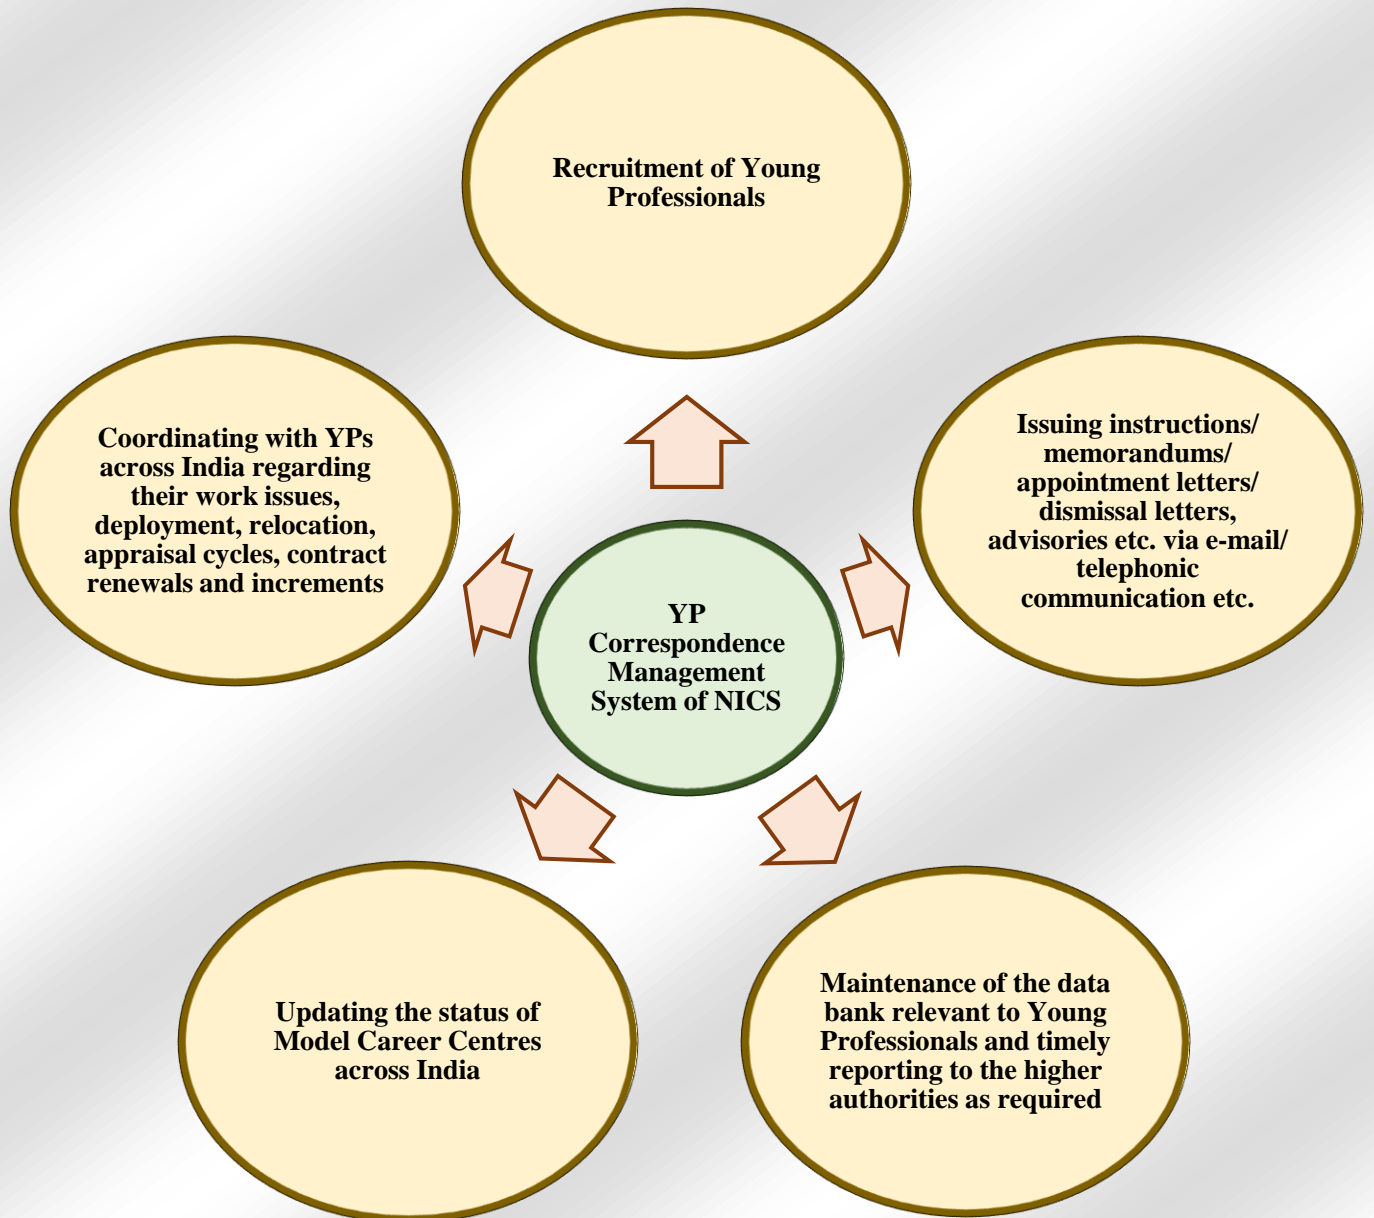 Recruitment of Young
Professionals
Coordinating with YPs
across India regarding
their work issues,
deployment, relocation,
appraisal cycles, contract
renewals and increments
Issuing instructions/
memorandums/
appointment letters/
dismissal letters,
advisories etc. via e-mail/
telephonic
communication etc.
YP
Correspondence
Management
System of NICS
Updating the status of
Model Career Centres
across India
Maintenance of the data
bank relevant to Young
Professionals and timely
reporting to the higher
authorities as required